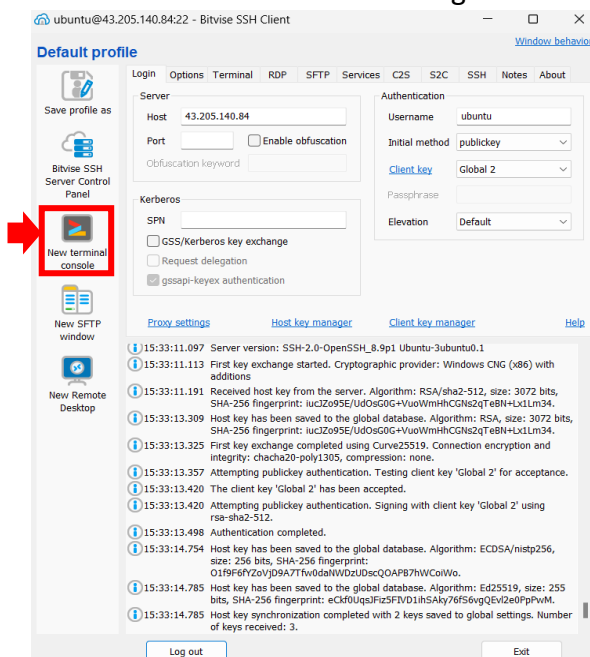 ubuntu@43.205.140.84:22 - Bitvise SSH Client
Default profile
Window behavior
Save profile as
Bitvise SSH
Server Control
Panel
New terminal
console
New SFTP
window
New Remote
Desktop
Login Options Terminal RDP SFTP Services C2S S2C SSH Notes About
Server
Host 43.205.140.84
Port Enable obfuscation
Obfuscation keyword
Kerberos
SPN
GSS/Kerberos key exchange
Request delegation
gssapi-keyex authentication
Authentication
Username ubuntu
Initial method publickey
Client key Global 2
Passphrase
Elevation Default
Proxy settings Host key manager Client key manager Help
15:33:11.097 Server version: SSH-2.0-OpenSSH_8.9p1 Ubuntu-3ubuntu0.1
15:33:11.113 First key exchange started. Cryptographic provider: Windows CNG (x86) with
additions
15:33:11.191 Received host key from the server. Algorithm: RSA/sha2-512, size: 3072 bits,
SHA-256 fingerprint: iucJZo95E/UdOsG0G+VuoWmHhCGNs2qTeBN+Lx1Lm34.
15:33:13.309 Host key has been saved to the global database. Algorithm: RSA, size: 3072 bits,
SHA-256 fingerprint: iucJZo95E/UdOsG0G+VuoWmHhCGNs2qTeBN+Lx1Lm34.
15:33:13.325 First key exchange completed using Curve25519. Connection encryption and
integrity: chacha20-poly1305, compression: none.
15:33:13.357 Attempting publickey authentication. Testing client key 'Global 2' for acceptance.
15:33:13.420 The client key 'Global 2' has been accepted.
15:33:13.420 Attempting publickey authentication. Signing with client key 'Global 2' using
rsa-sha2-512.
15:33:13.498 Authentication completed.
15:33:14.754 Host key has been saved to the global database. Algorithm: ECDSA/nistp256,
size: 256 bits, SHA-256 fingerprint:
O1f9F6fYZoVjD9A7Tfw0daNWDzUDscQOAPB7hWCoiWo.
15:33:14.785 Host key has been saved to the global database. Algorithm: Ed25519, size: 255
bits, SHA-256 fingerprint: eCkf0UqsJFiz5FIVD1ihSAky76fS6vgQEvl2e0PpPwM.
15:33:14.785 Host key synchronization completed with 2 keys saved to global settings. Number
of keys received: 3.
Log out Exit